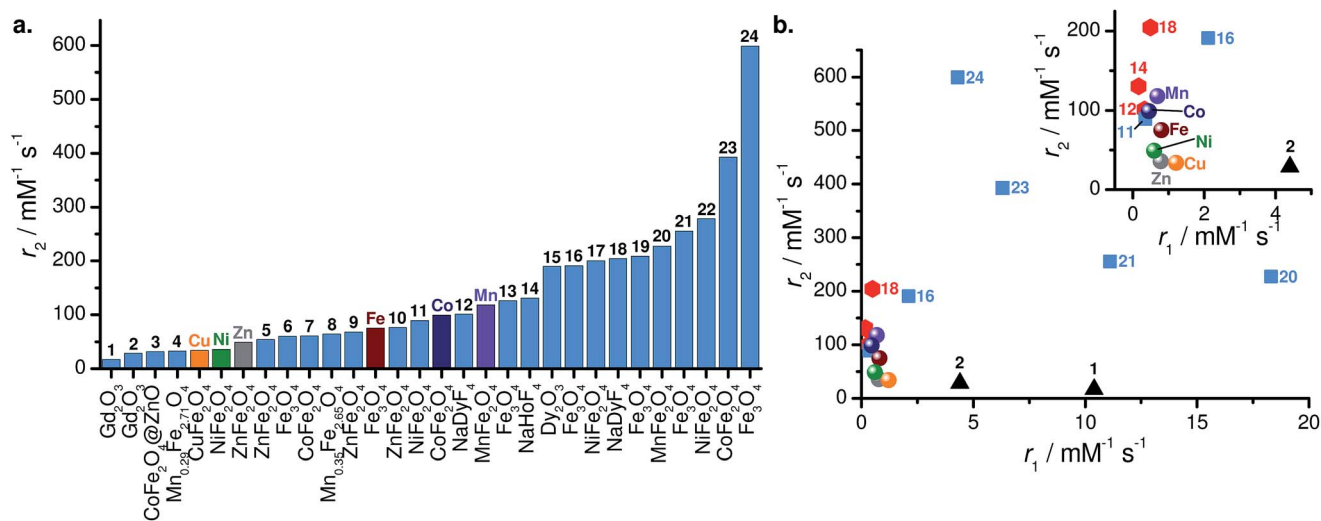 a.
r₂ / mM⁻¹ s⁻¹
600
500
400
300
200
100
0
1
2
3
4
Cu
Ni
Zn
5
6
7
8
9
Fe
10
11
Co
12
Mn
13
14
15
16
17
18
19
20
21
22
23
24
Gd₂O₃
Gd₂O₃
CoFe₂O₄@ZnO
Mn₀.₂₉Fe₂.₇₁O₄
CuFe₂O₄
NiFe₂O₄
ZnFe₂O₄
ZnFe₂O₄
Fe₃O₄
CoFe₂O₄
Mn₀.₃₅Fe₂.₆₅O₄
ZnFe₂O₄
Fe₃O₄
ZnFe₂O₄
NiFe₂O₄
CoFe₂O₄
NaDyF₄
MnFe₂O₄
Fe₃O₄
NaHoF₄
Dy₂O₃
Fe₃O₄
NiFe₂O₄
NaDyF₄
Fe₃O₄
MnFe₂O₄
Fe₃O₄
NiFe₂O₄
CoFe₂O₄
Fe₃O₄
b.
r₂ / mM⁻¹ s⁻¹
600
500
400
300
200
100
0
0
5
10
15
20
r₁ / mM⁻¹ s⁻¹
24
23
21
20
18
16
2
1
r₂ / mM⁻¹ s⁻¹
200
100
0
0
2
4
r₁ / mM⁻¹ s⁻¹
18
16
14
Mn
12
Co
11
Fe
Ni
2
Cu
Zn